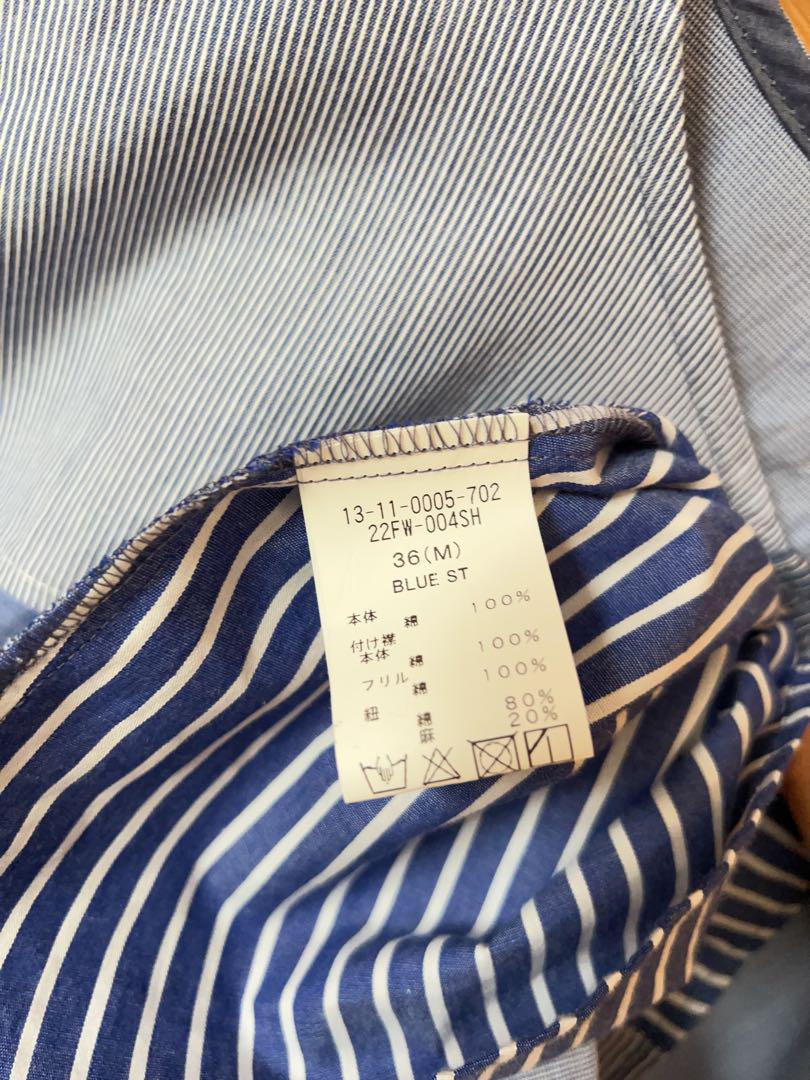 13-11-0005-702
22FW-004SH
36(M)
BLUE ST
本体 綿 100%
付け襟
本体 綿 100%
フリル 綿 100%
紐 綿 80%
麻 20%